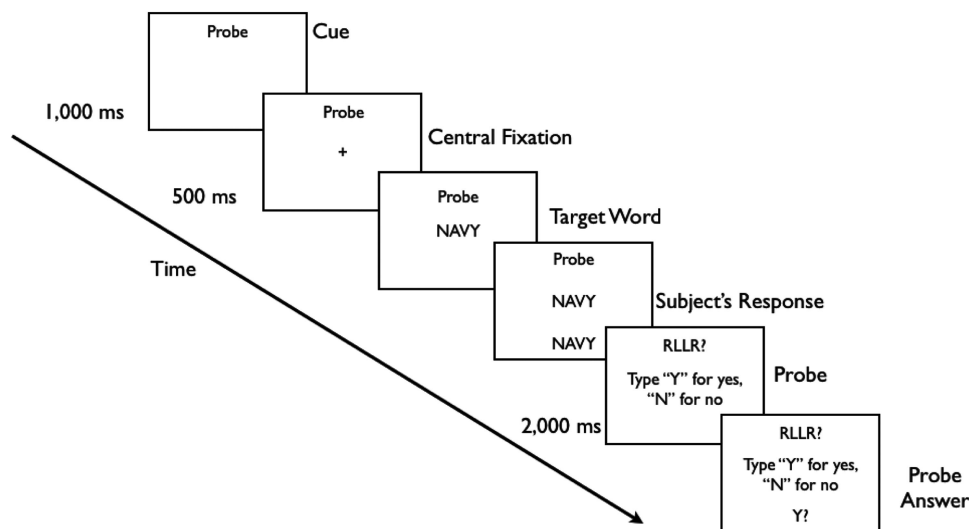 Probe
Cue
1,000 ms
Probe
+
Central Fixation
500 ms
Probe
NAVY
Target Word
Time
Probe
NAVY
NAVY
Subject's Response
RLLR?
Type “Y” for yes,
“N” for no
Probe
2,000 ms
RLLR?
Type “Y” for yes,
“N” for no
Y?
Probe
Answer